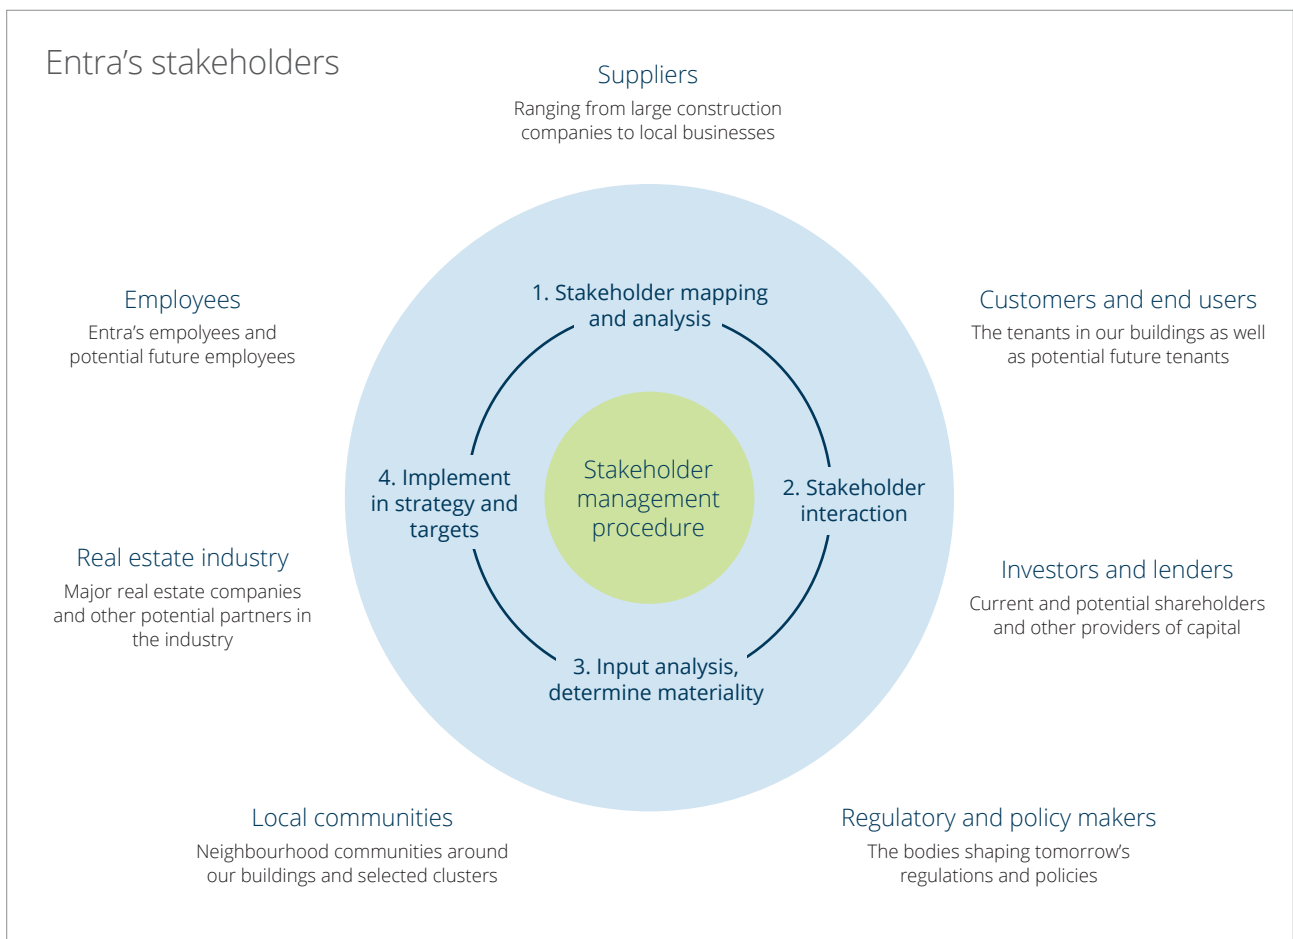 Entra’s stakeholders
Suppliers
Ranging from large construction
companies to local businesses
Employees
Entra’s empolyees and
potential future employees
1. Stakeholder mapping
and analysis
Customers and end users
The tenants in our buildings as well
as potential future tenants
Stakeholder
management
procedure
4. Implement
in strategy and
targets
2. Stakeholder
interaction
Real estate industry
Major real estate companies
and other potential partners in
the industry
Investors and lenders
Current and potential shareholders
and other providers of capital
3. Input analysis,
determine materiality
Local communities
Neighbourhood communities around
our buildings and selected clusters
Regulatory and policy makers
The bodies shaping tomorrow’s
regulations and policies